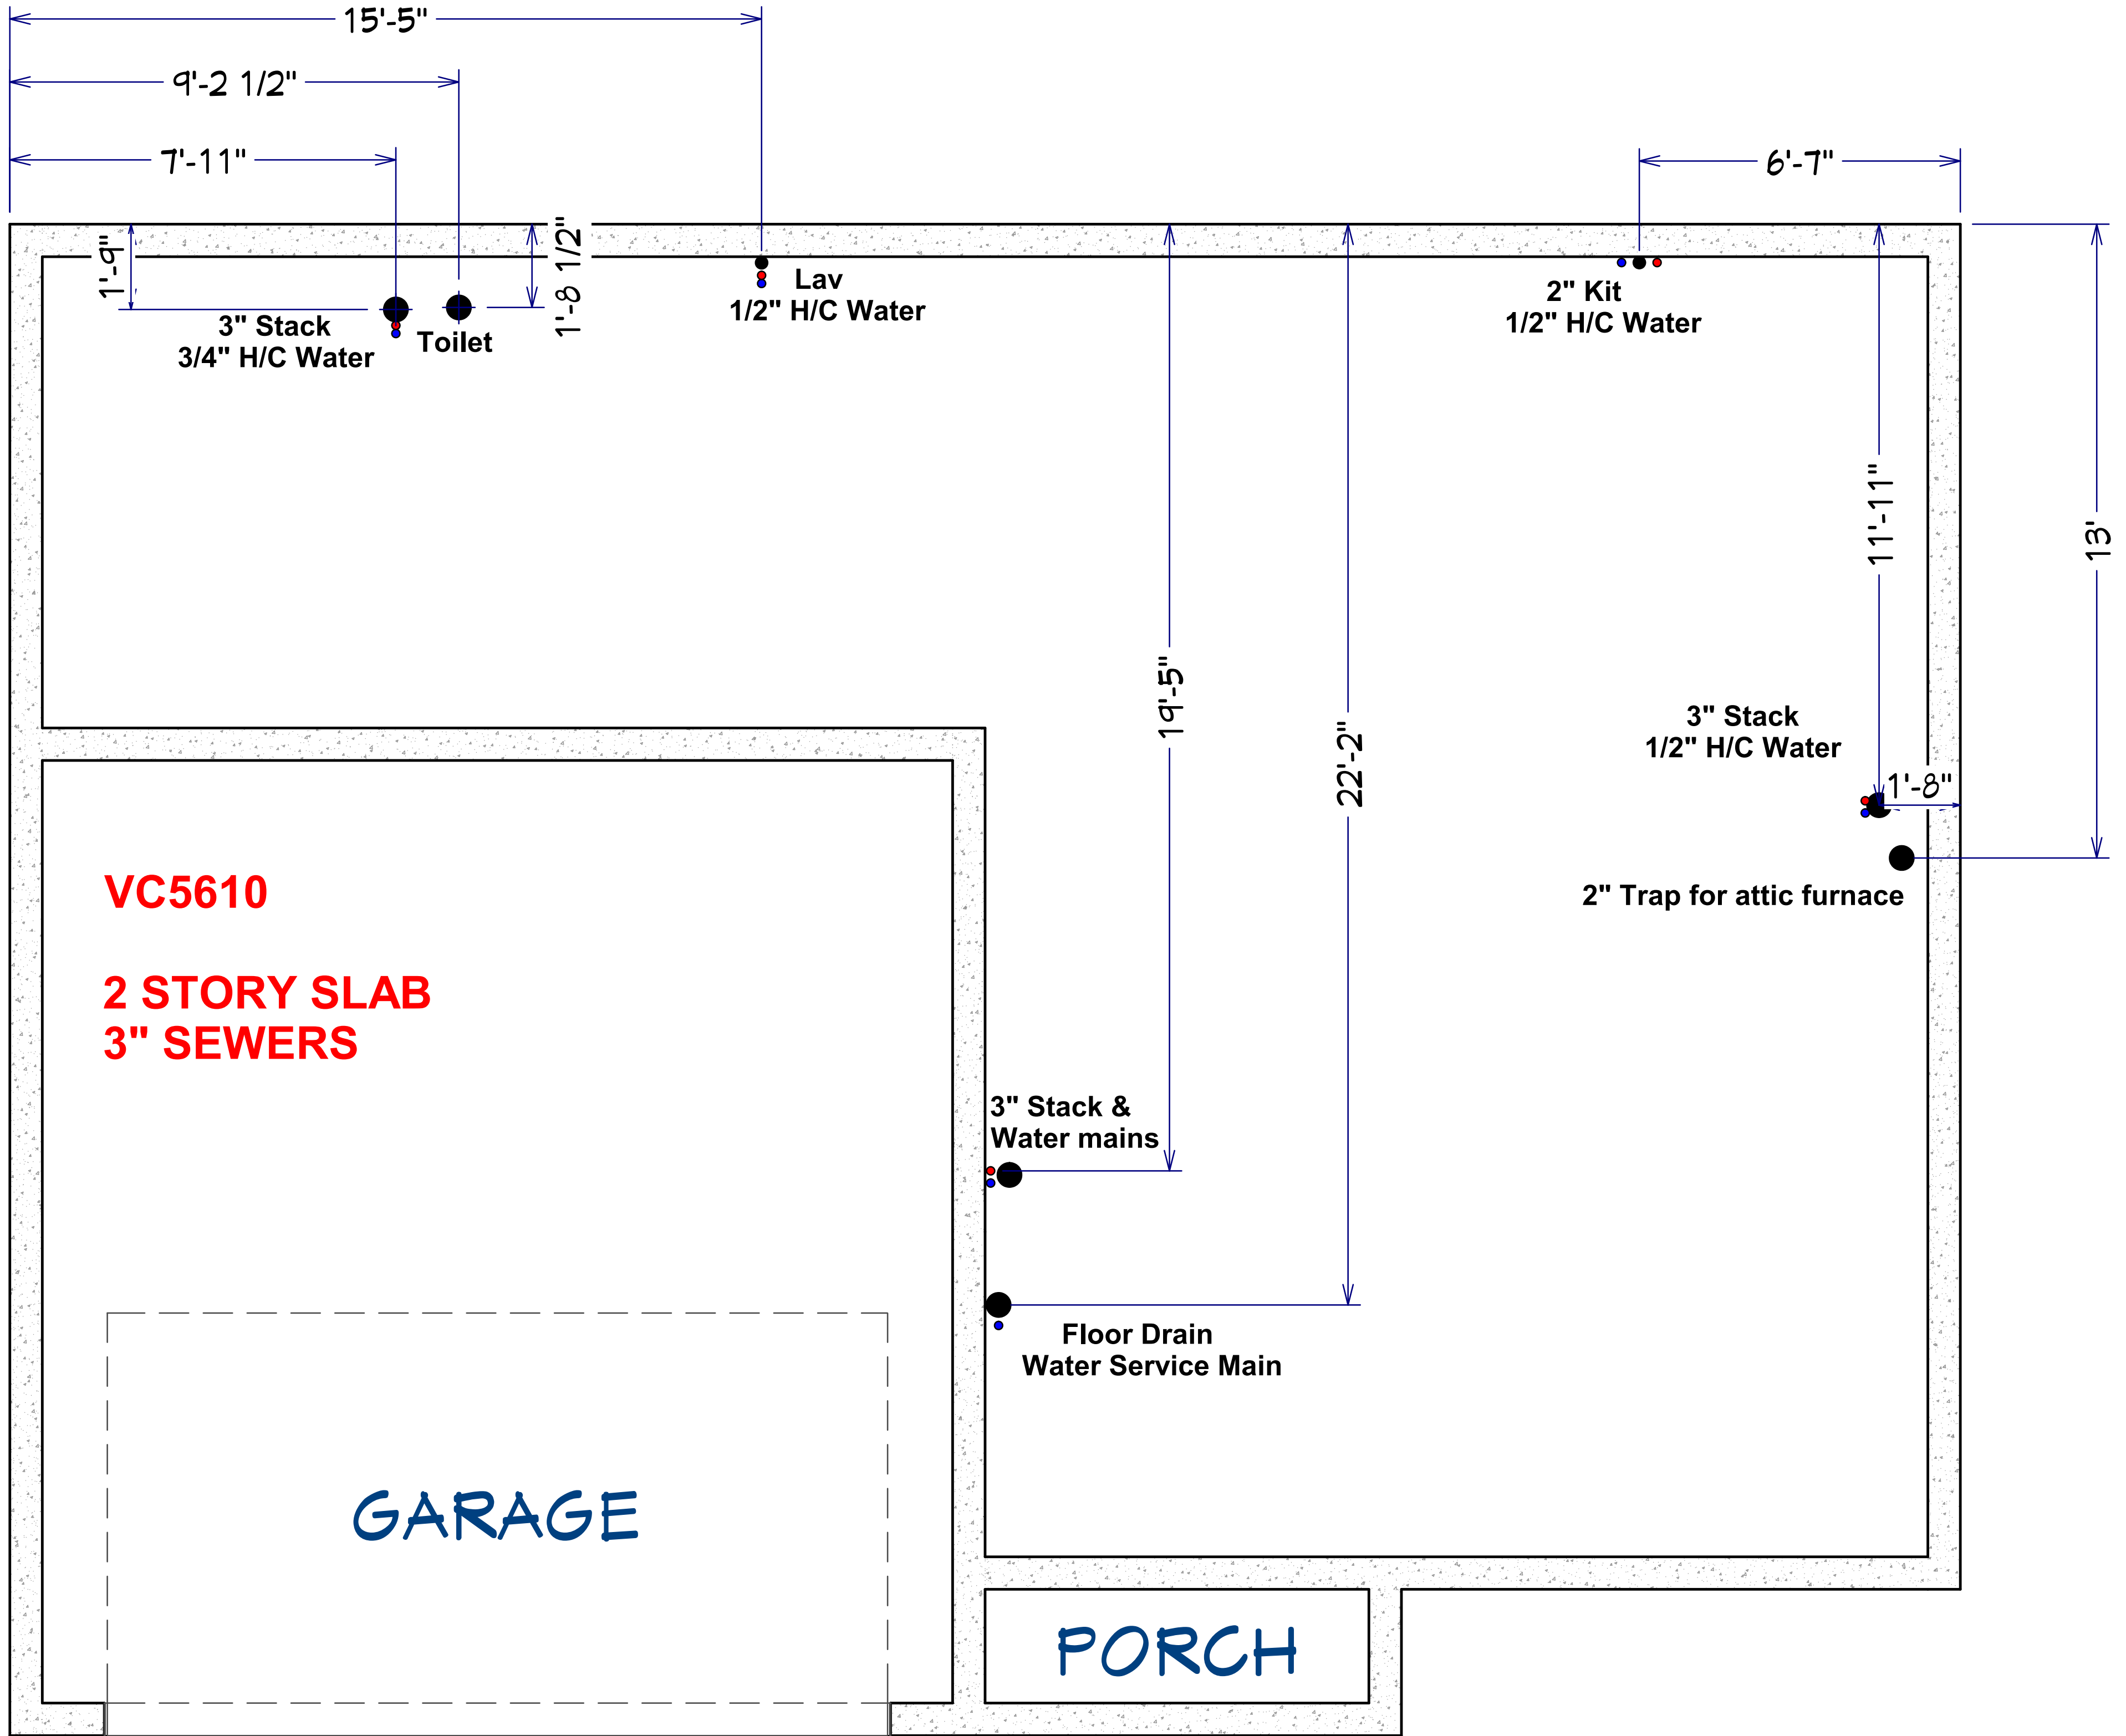 15'-5"
9'-2 1/2"
7'-11"
6'-7"
1'-9"
1'-8 1/2"
Lav
1/2" H/C Water
2" Kit
1/2" H/C Water
3" Stack
3/4" H/C Water
Toilet
11'-11"
13'
19'-5"
22'-2"
3" Stack
1/2" H/C Water
1'-8"
2" Trap for attic furnace
VC5610
2 STORY SLAB
3" SEWERS
3" Stack &
Water mains
Floor Drain
Water Service Main
GARAGE
PORCH